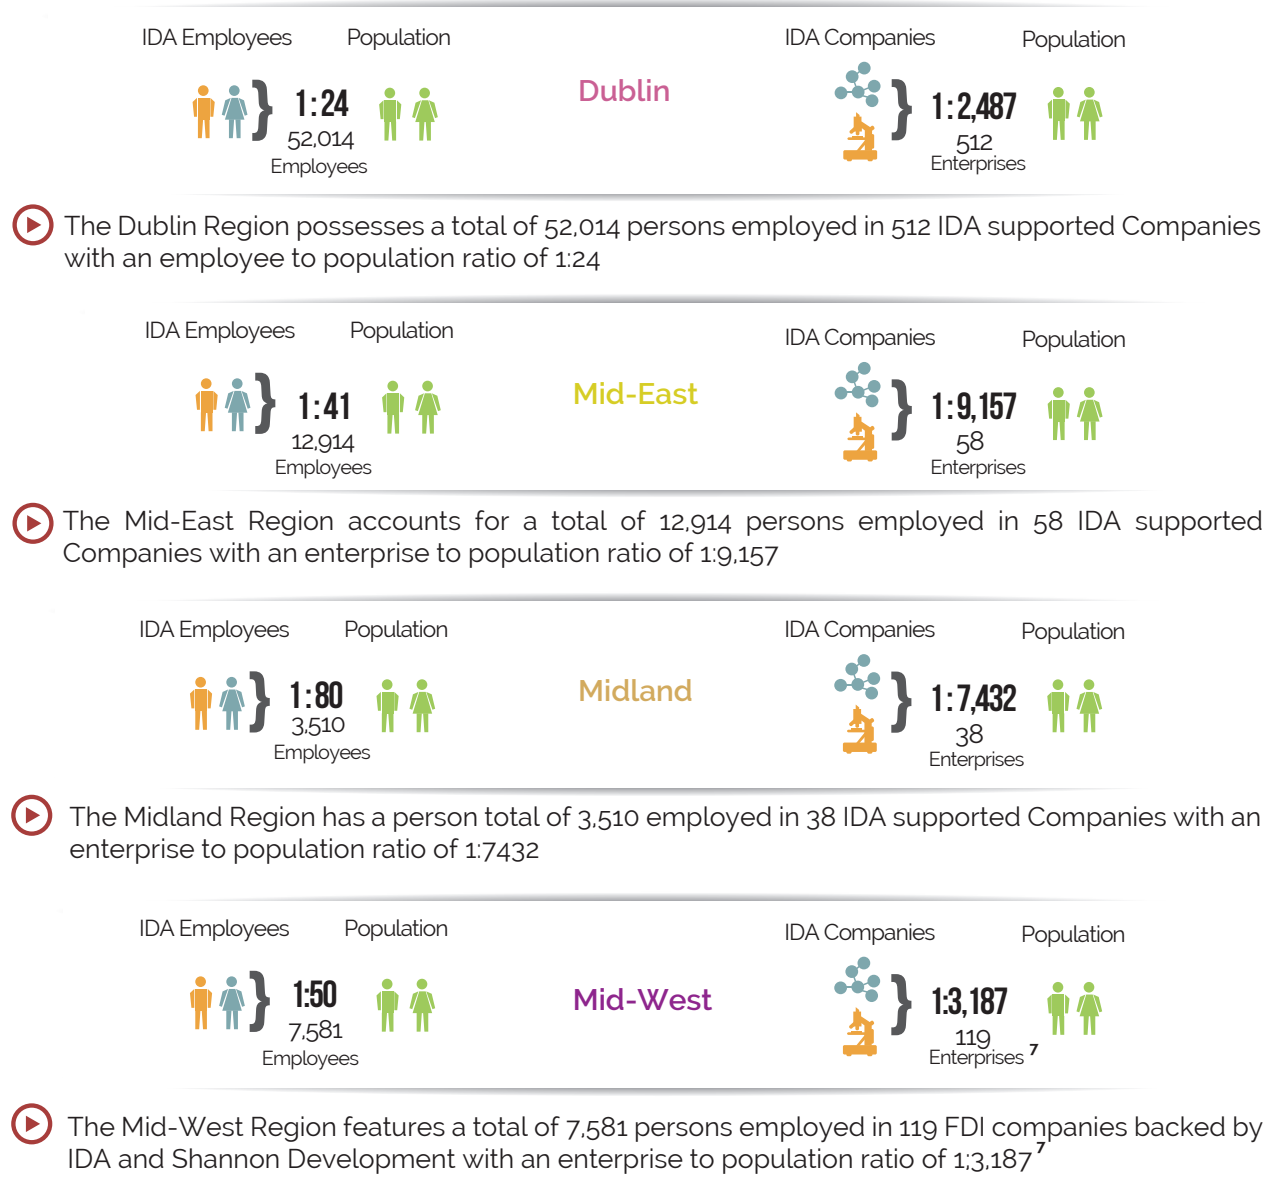 IDA Employees Population
IDA Companies Population
Dublin
1:24
52,014
Employees
1:2,487
512
Enterprises
The Dublin Region possesses a total of 52,014 persons employed in 512 IDA supported Companies
with an employee to population ratio of 1:24
IDA Employees Population
IDA Companies Population
Mid-East
1:41
12,914
Employees
1:9,157
58
Enterprises
The Mid-East Region accounts for a total of 12,914 persons employed in 58 IDA supported
Companies with an enterprise to population ratio of 1:9,157
IDA Employees Population
IDA Companies Population
Midland
1:80
3,510
Employees
1:7,432
38
Enterprises
The Midland Region has a person total of 3,510 employed in 38 IDA supported Companies with an
enterprise to population ratio of 1:7432
IDA Employees Population
IDA Companies Population
Mid-West
1:50
7,581
Employees
1:3,187
119
Enterprises 7
The Mid-West Region features a total of 7,581 persons employed in 119 FDI companies backed by
IDA and Shannon Development with an enterprise to population ratio of 1;3,187 7